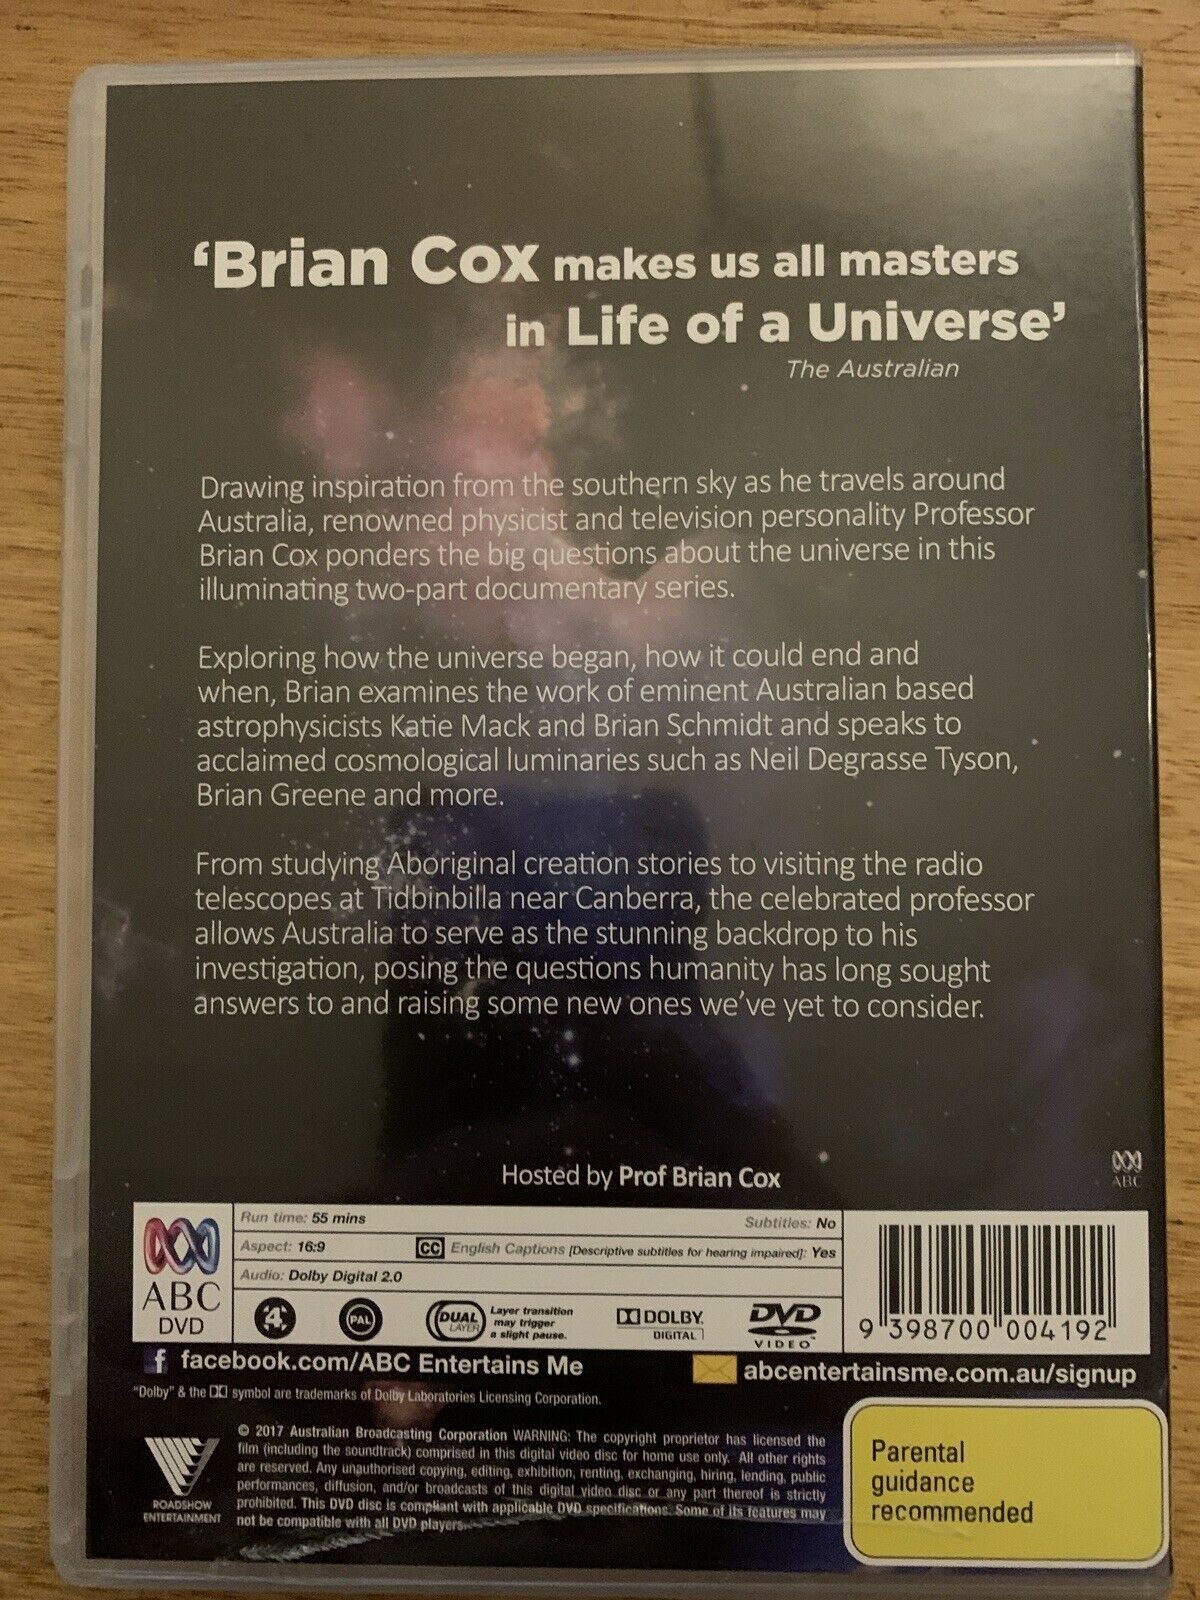 ‘Brian Cox makes us all masters
in Life of a Universe’
The Australian
Drawing inspiration from the southern sky as he travels around
Australia, renowned physicist and television personality Professor
Brian Cox ponders the big questions about the universe in this
illuminating two-part documentary series.
Exploring how the universe began, how it could end and
when, Brian examines the work of eminent Australian based
astrophysicists Katie Mack and Brian Schmidt and speaks to
acclaimed cosmological luminaries such as Neil Degrasse Tyson,
Brian Greene and more.
From studying Aboriginal creation stories to visiting the radio
telescopes at Tidbinbilla near Canberra, the celebrated professor
allows Australia to serve as the stunning backdrop to his
investigation, posing the questions humanity has long sought
answers to and raising some new ones we’ve yet to consider.
Hosted by Prof Brian Cox
ABC
ABC
DVD
Run time: 55 mins Subtitles: No
Aspect: 16:9 CC English Captions [Descriptive subtitles for hearing impaired]: Yes
Audio: Dolby Digital 2.0
4
PAL
DUAL
LAYER
Layer transition
may trigger
a slight pause.
DOLBY
DIGITAL
DVD
VIDEO
9 398700 004192
f facebook.com/ABC Entertains Me
abcentertainsme.com.au/signup
"Dolby" & the DD symbol are trademarks of Dolby Laboratories Licensing Corporation.
ROADSHOW
ENTERTAINMENT
© 2017 Australian Broadcasting Corporation WARNING: The copyright proprietor has licensed the
film (including the soundtrack) comprised in this digital video disc for home use only. All other rights
are reserved. Any unauthorised copying, editing, exhibition, renting, exchanging, hiring, lending, public
performances, diffusion, and/or broadcasts of this digital video disc or any part thereof is strictly
prohibited. This DVD disc is compliant with applicable DVD specifications. Some of its features may
not be compatible with all DVD players.
Parental
guidance
recommended